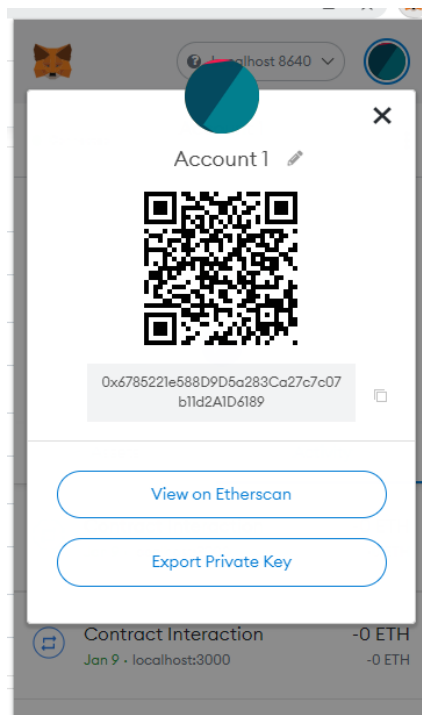 localhost 8640
Account 1
0x6785221e588D9D5a283Ca27c7c07
b11d2A1D6189
View on Etherscan
Export Private Key
Contract Interaction
-0 ETH
Jan 9 · localhost:3000
-0 ETH